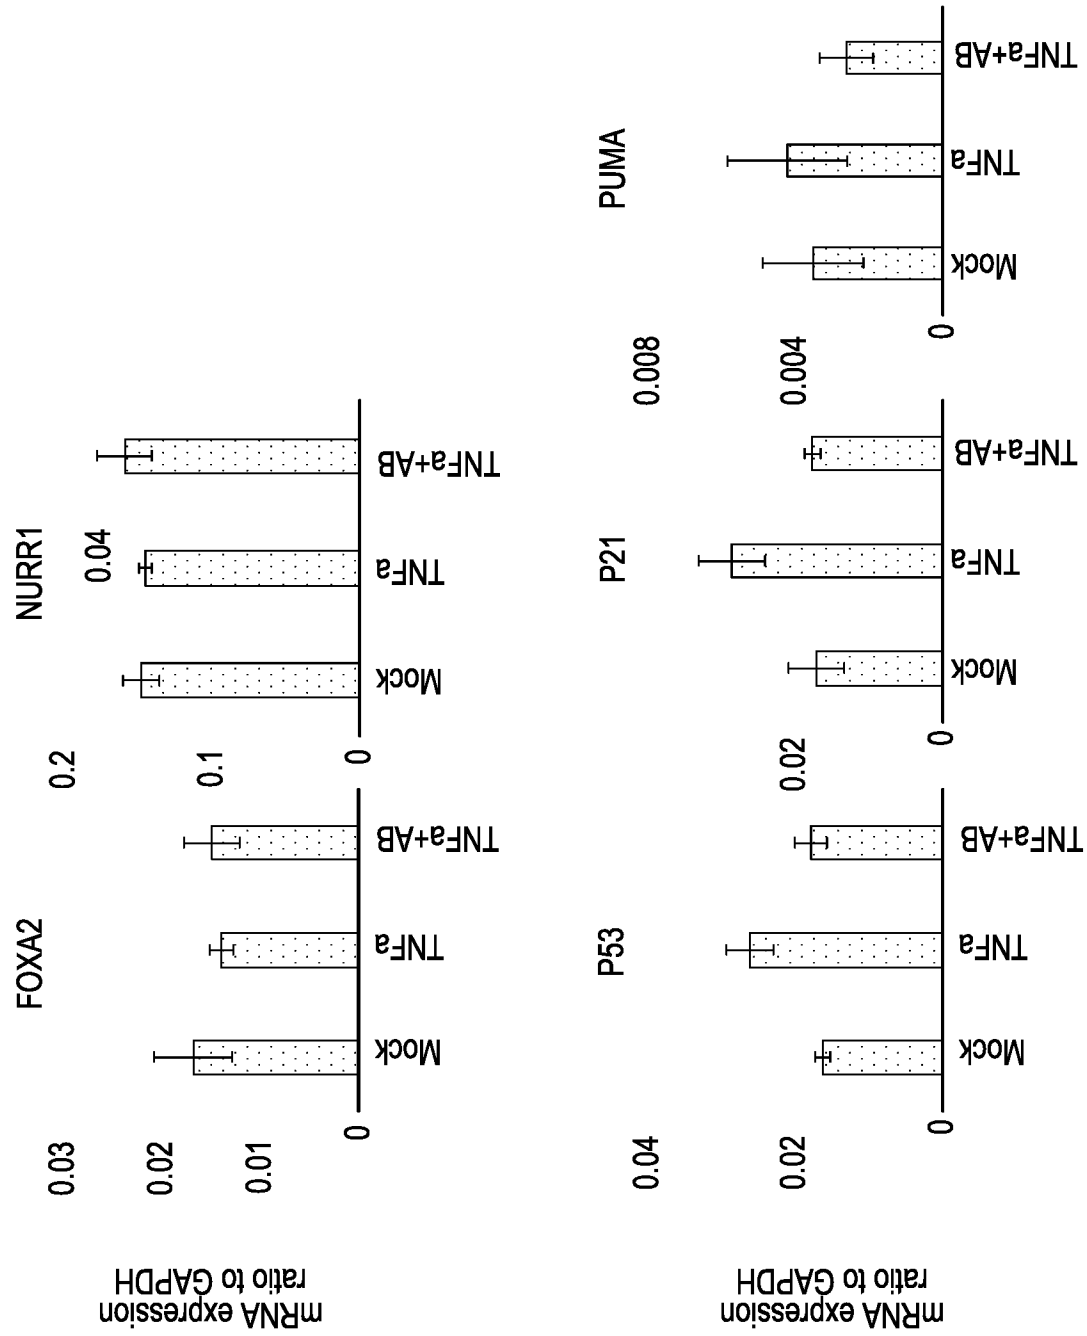 NURR1
0.2
0.04
0.1
0
Mock
TNFa
TNFa+AB
FOXA2
0.03
0.02
0.01
0
Mock
TNFa
TNFa+AB
mRNA expression
ratio to GAPDH
PUMA
0.008
0.004
0
Mock
TNFa
TNFa+AB
P21
0.02
0
Mock
TNFa
TNFa+AB
P53
0.04
0.02
0
Mock
TNFa
TNFa+AB
mRNA expression
ratio to GAPDH